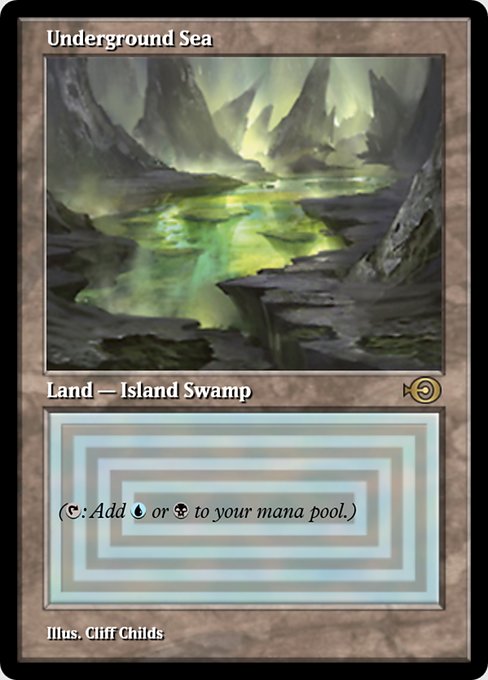 Underground Sea
Land — Island Swamp
(: Add or to your mana pool.)
Illus. Cliff Childs